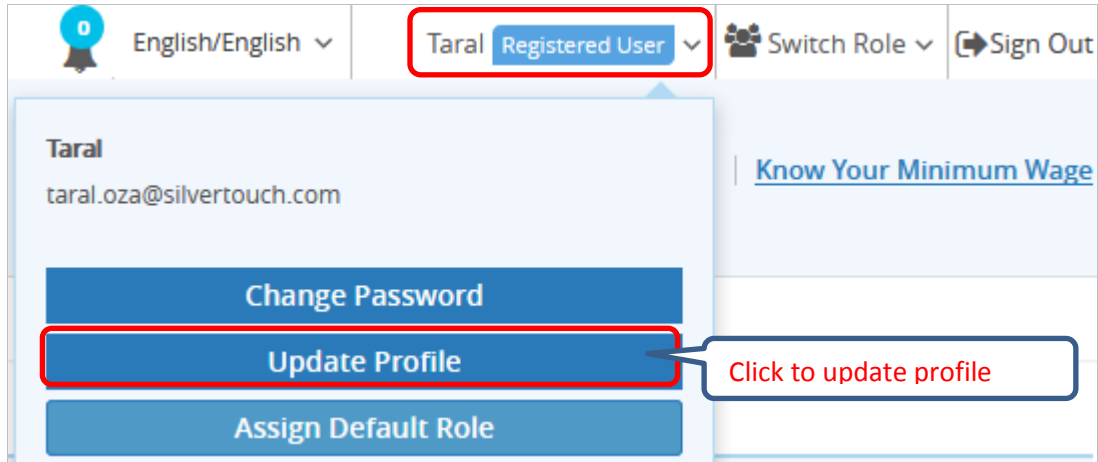 0
English/English
Taral Registered User
Switch Role
Sign Out
Taral
taral.oza@silvertouch.com
Know Your Minimum Wage
Change Password
Update Profile
Click to update profile
Assign Default Role